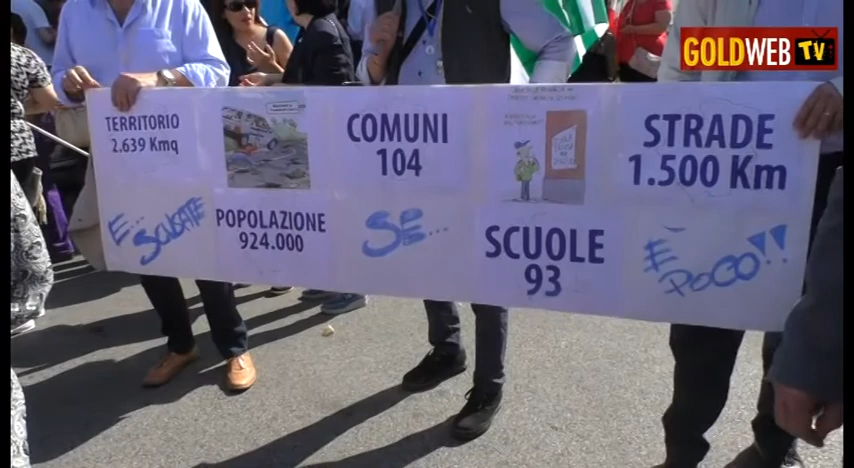 GOLDWEB TV
TERRITORIO
2.639 Kmq
COMUNI
104
STRADE
1.500 Km
E... SCUSATE
POPOLAZIONE
924.000
SE...
SCUOLE
93
È POCO!!